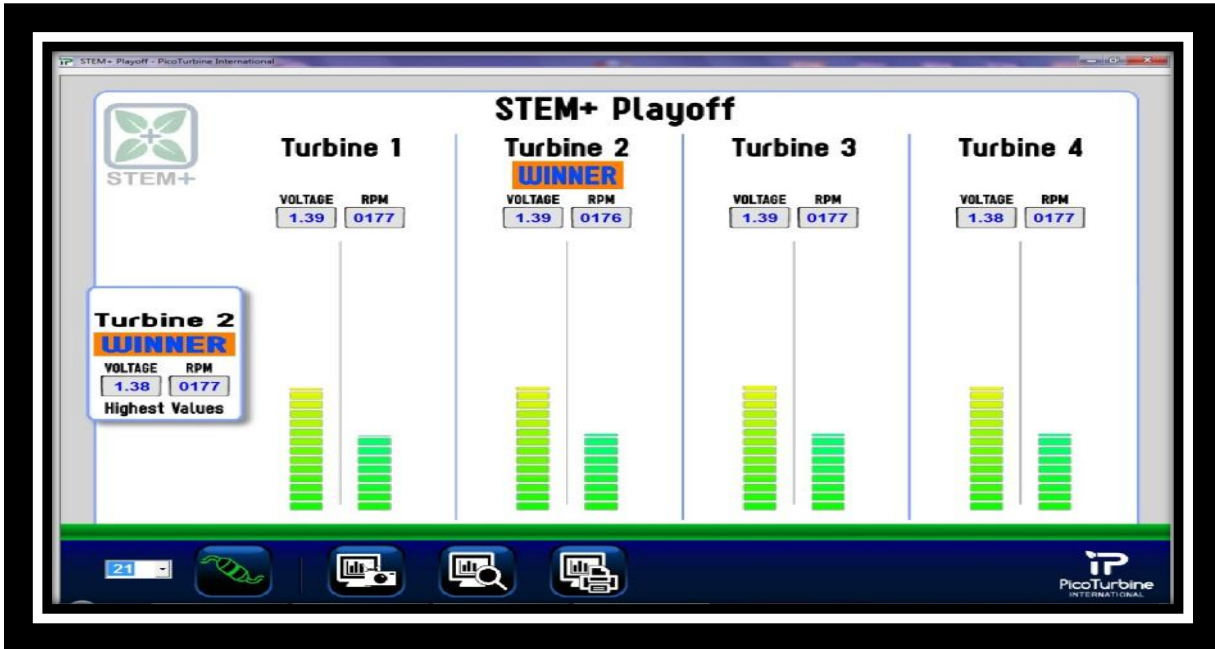 STEM+ Playoff - PicoTurbine International
STEM+ Playoff
STEM+
Turbine 1
VOLTAGE RPM
1.39 0177
Turbine 2
WINNER
VOLTAGE RPM
1.39 0176
Turbine 3
VOLTAGE RPM
1.39 0177
Turbine 4
VOLTAGE RPM
1.38 0177
Turbine 2
WINNER
VOLTAGE RPM
1.38 0177
Highest Values
21
PicoTurbine
INTERNATIONAL